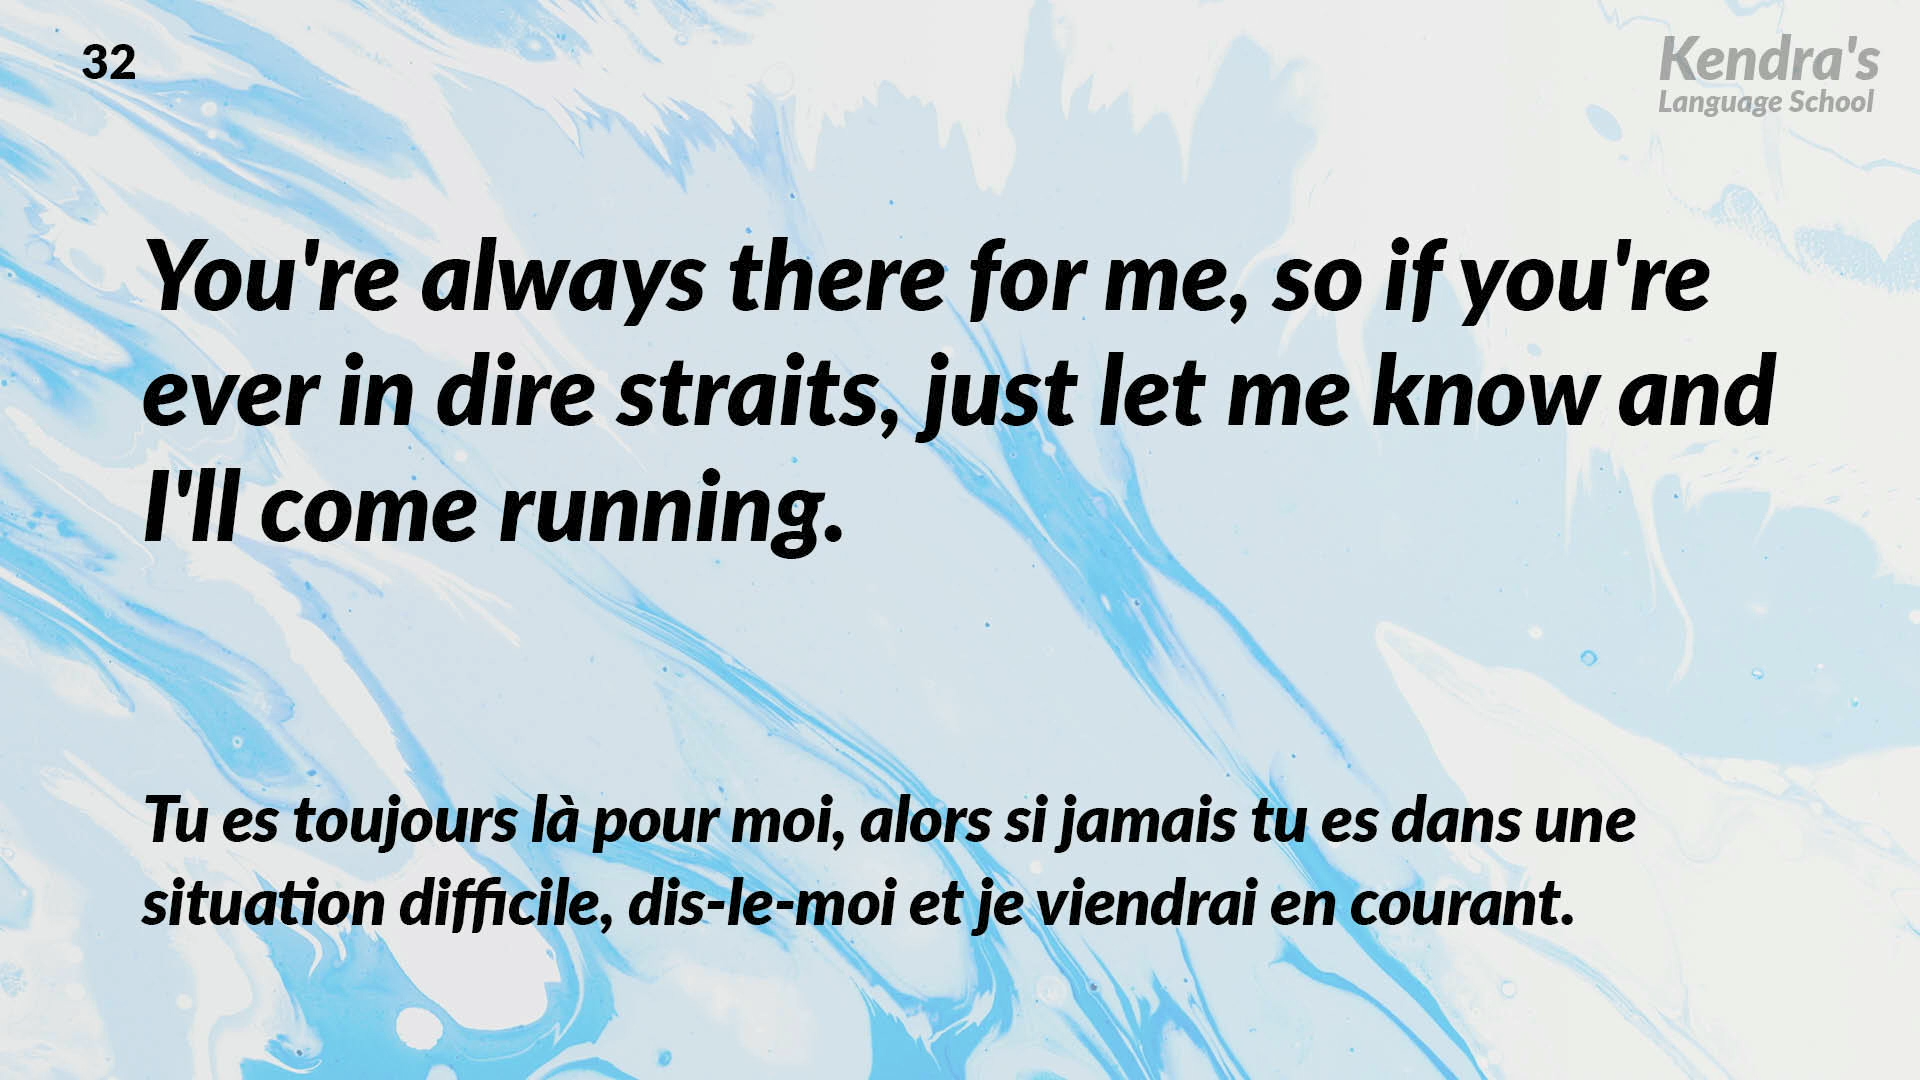 32
Kendra's
Language School
You're always there for me, so if you're
ever in dire straits, just let me know and
I'll come running.
Tu es toujours là pour moi, alors si jamais tu es dans une
situation difficile, dis-le-moi et je viendrai en courant.